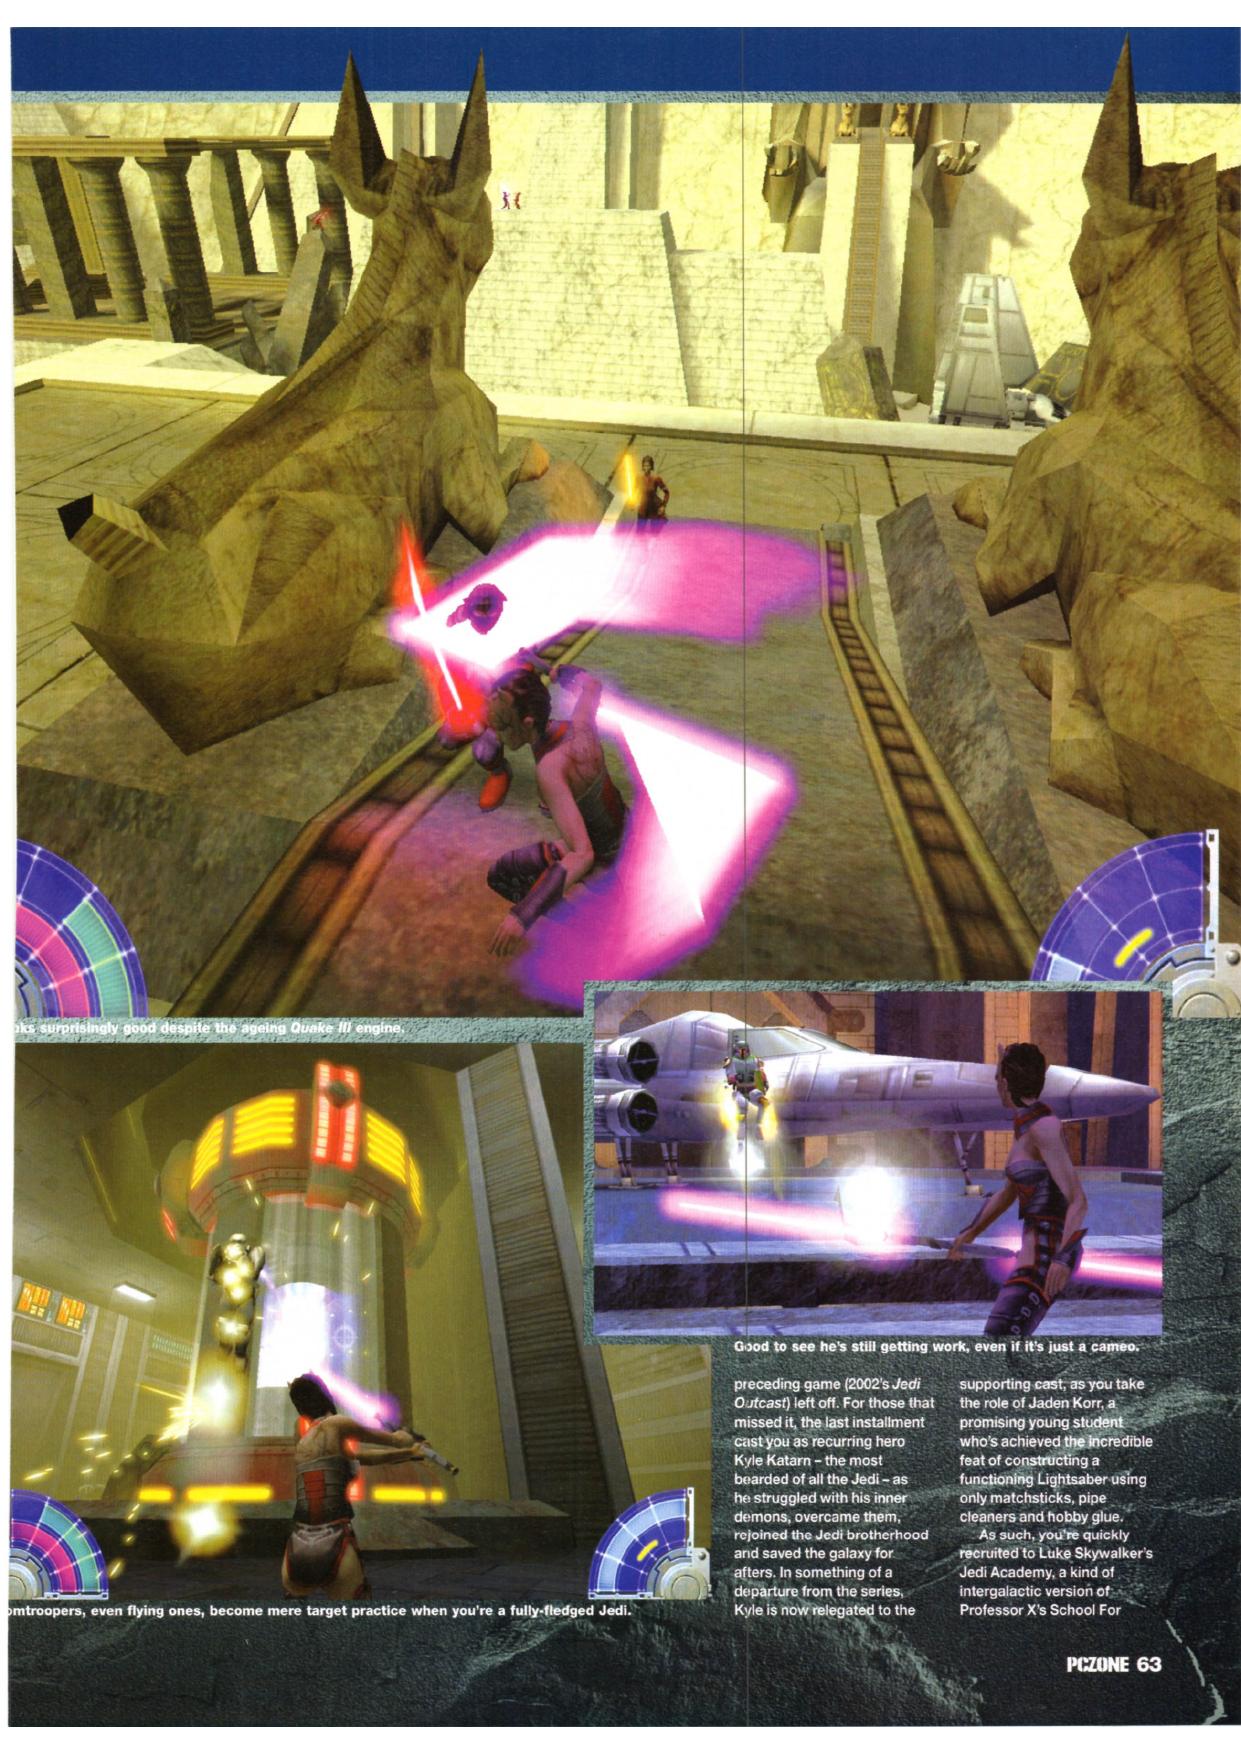 ks surprisingly good despite the ageing Quake III engine.
Good to see he's still getting work, even if it's just a cameo.
omtroopers, even flying ones, become mere target practice when you're a fully-fledged Jedi.
preceding game (2002's Jedi
Outcast) left off. For those that
missed it, the last installment
cast you as recurring hero
Kyle Katarn – the most
bearded of all the Jedi – as
he struggled with his inner
demons, overcame them,
rejoined the Jedi brotherhood
and saved the galaxy for
afters. In something of a
departure from the series,
Kyle is now relegated to the
supporting cast, as you take
the role of Jaden Korr, a
promising young student
who's achieved the incredible
feat of constructing a
functioning Lightsaber using
only matchsticks, pipe
cleaners and hobby glue.
As such, you're quickly
recruited to Luke Skywalker's
Jedi Academy, a kind of
intergalactic version of
Professor X's School For
PCZONE 63